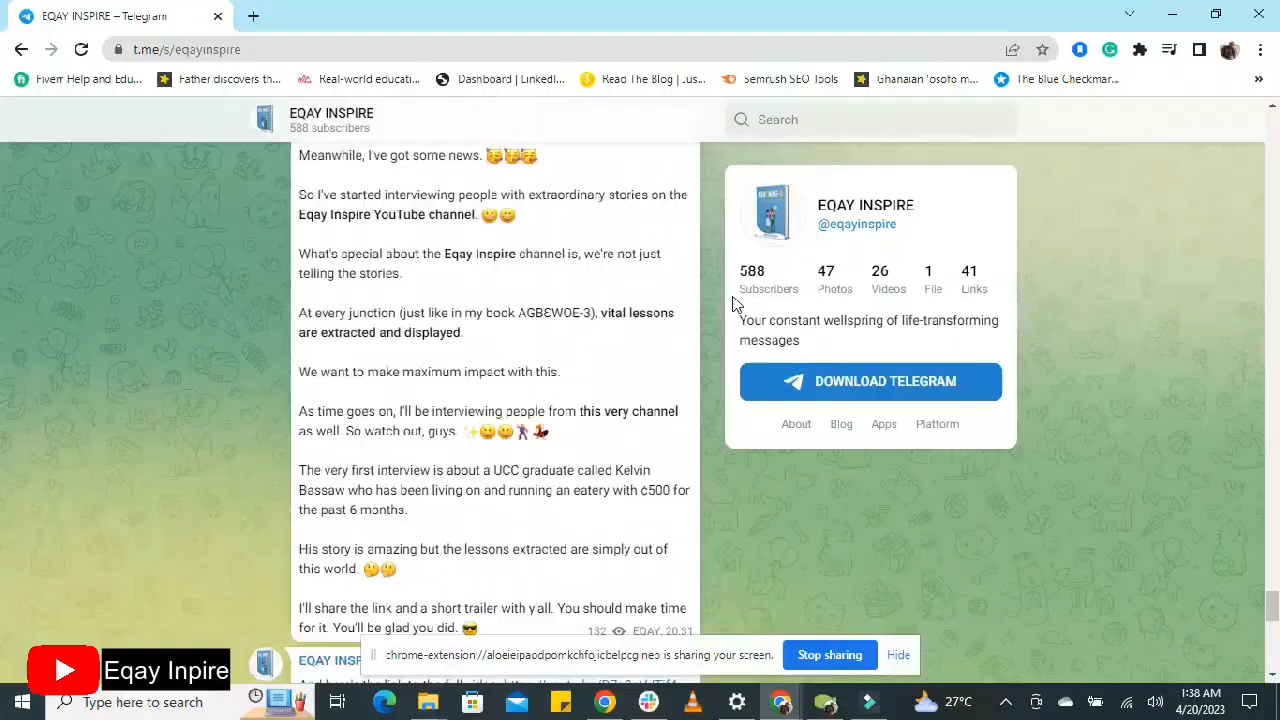 EQAY INSPIRE – Telegram
t.me/s/eqayinspire
Fiverr Help and Edu...
Father discovers th...
Real-world educati...
Dashboard | LinkedI...
Read The Blog | Jus...
Semrush SEO Tools
Ghanaian 'osofo m...
The Blue Checkmar...
»
EQAY INSPIRE
588 subscribers
Search
Meanwhile, I've got some news. 🥳🥳🥳
So I've started interviewing people with extraordinary stories on the
Eqay Inspire YouTube channel.
What's special about the Eqay Inspire channel is, we're not just
telling the stories.
At every junction (just like in my book AGBƐWOE-3), vital lessons
are extracted and displayed.
We want to make maximum impact with this.
As time goes on, I'll be interviewing people from this very channel
as well. So watch out, guys.
The very first interview is about a UCC graduate called Kelvin
Bassaw who has been living on and running an eatery with ¢500 for
the past 6 months.
His story is amazing but the lessons extracted are simply out of
this world.
I'll share the link and a short trailer with y'all. You should make time
for it. You'll be glad you did. 😎
132 EQAY, 20:31
EQAY INSPIRE
@eqayinspire
588 47 26 1 41
Subscribers Photos Videos File Links
Your constant wellspring of life-transforming
messages
DOWNLOAD TELEGRAM
About Blog Apps Platform
EQAY INSP
is sharing your screen.
Stop sharing
Hide
Eqay Inpire
Type here to search
27°C
1:38 AM
4/20/2023